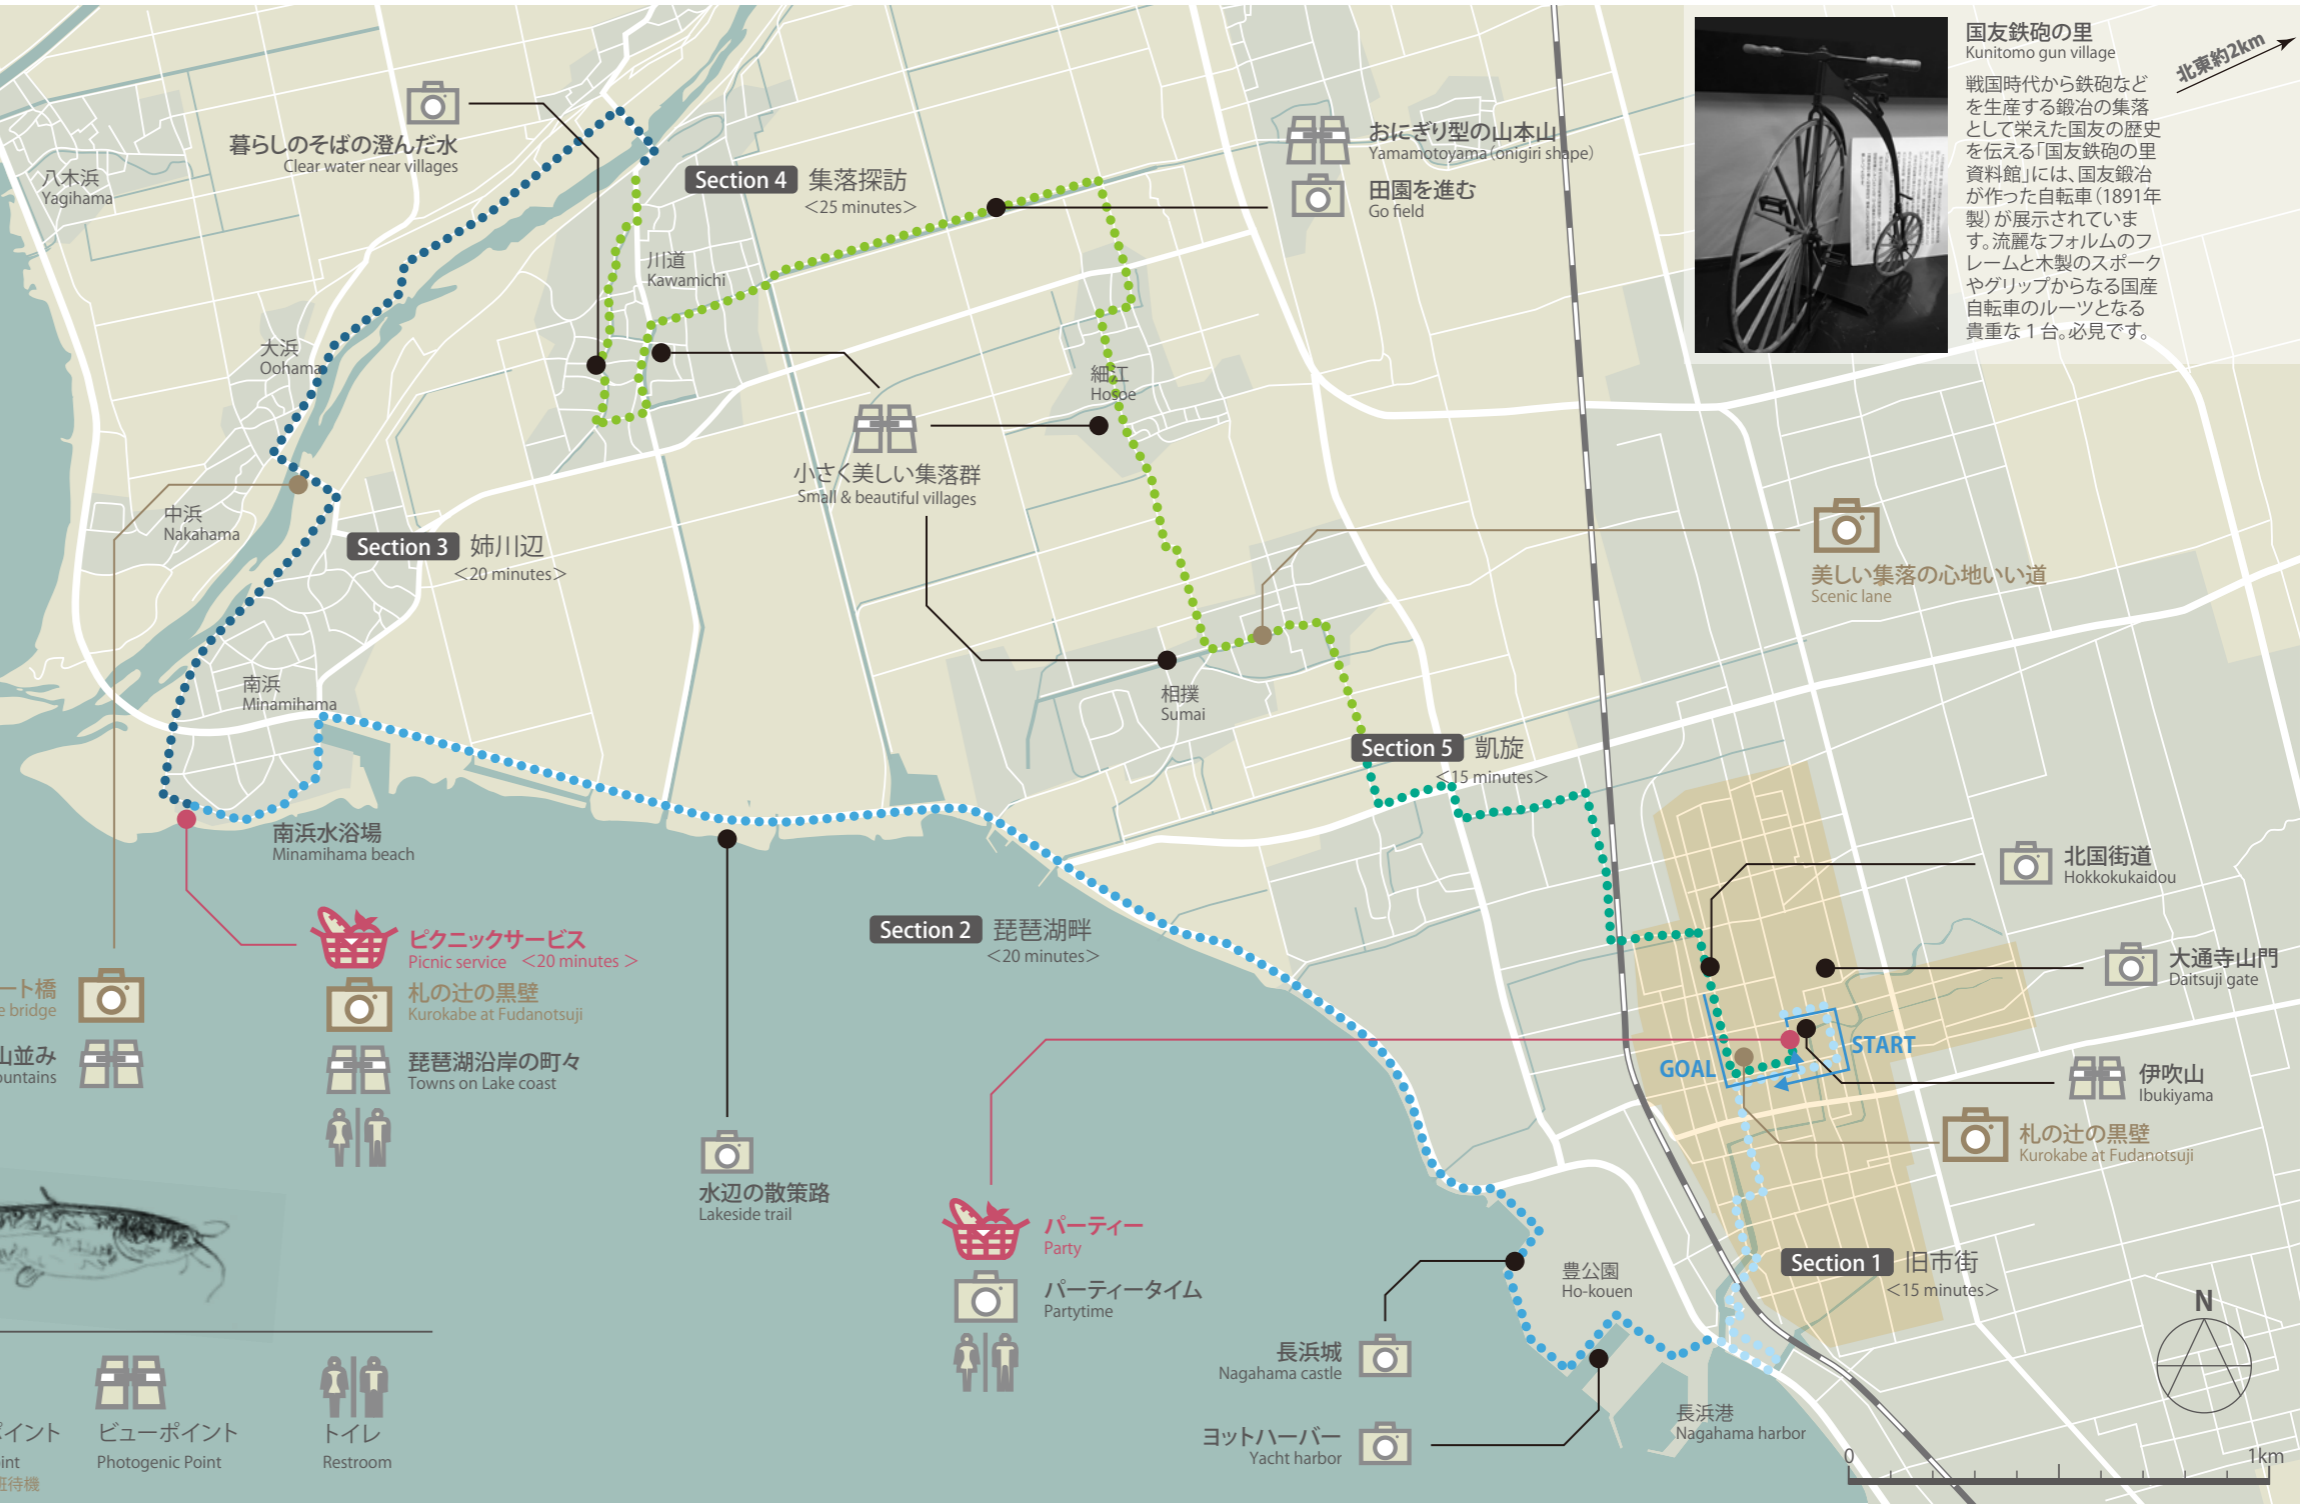 国友鉄砲の里
Kunitomo gun village
北東約2km
戦国時代から鉄砲など
を生産する鍛冶の集落
として栄えた国友の歴史
を伝える「国友鉄砲の里
資料館」には、国友鍛冶
が作った自転車（1891年
製）が展示されていま
す。流麗なフォルムのフ
レームと木製のスポーク
やグリップからなる国産
自転車のルーツとなる
貴重な1台。必見です。
暮らしのそばの澄んだ水
Clear water near villages
八木浜
Yagihama
Section 4 集落探訪
<25 minutes>
おにぎり型の山本山
Yamamotoyama（onigiri shape）
田園を進む
Go field
川道
Kawamichi
大浜
Oohama
細江
Hosoe
小さく美しい集落群
Small & beautiful villages
中浜
Nakahama
Section 3 姉川辺
<20 minutes>
美しい集落の心地いい道
Scenic lane
南浜
Minamihama
相撲
Sumai
Section 5 凱旋
<15 minutes>
南浜水浴場
Minamihama beach
北国街道
Hokkokukaidou
Section 2 琵琶湖畔
<20 minutes>
大通寺山門
Daitsuji gate
ピクニックサービス
Picnic service <20 minutes >
札の辻の黒壁
Kurokabe at Fudanotsuji
琵琶湖沿岸の町々
Towns on Lake coast
ート橋
e bridge
山並み
ountains
START
GOAL
伊吹山
Ibukiyama
札の辻の黒壁
Kurokabe at Fudanotsuji
水辺の散策路
Lakeside trail
パーティー
Party
パーティータイム
Partytime
Section 1 旧市街
<15 minutes>
豊公園
Ho-kouen
長浜城
Nagahama castle
ヨットハーバー
Yacht harbor
長浜港
Nagahama harbor
N
0 1km
イント
int
班待機
ビューポイント
Photogenic Point
トイレ
Restroom